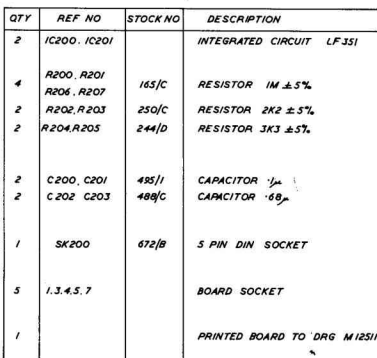 QTY REF NO STOCK NO DESCRIPTION
2 IC200. IC201 INTEGRATED CIRCUIT LF351
R200. R201
4 165/C RESISTOR 1M ±5%
R206. R207
2 R202, R203 250/C RESISTOR 2K2 ±5%
2 R204, R205 244/D RESISTOR 3K3 ±5%
2 C200, C201 495/1 CAPACITOR ·1µ
2 C202 C203 488/C CAPACITOR ·68µ
1 SK200 672/B 5 PIN DIN SOCKET
5 1.3.4.5.7 BOARD SOCKET
1 PRINTED BOARD TO DRG M12511